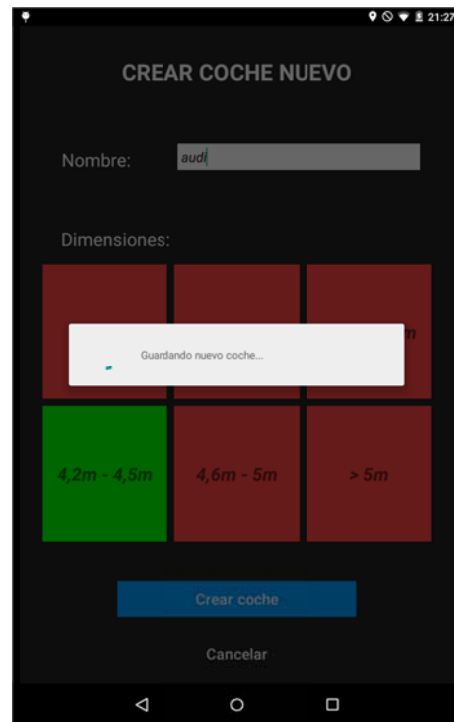 21:27
CREAR COCHE NUEVO
Nombre: audi
Dimensiones:
m
Guardando nuevo coche...
4,2m - 4,5m 4,6m - 5m > 5m
Crear coche
Cancelar